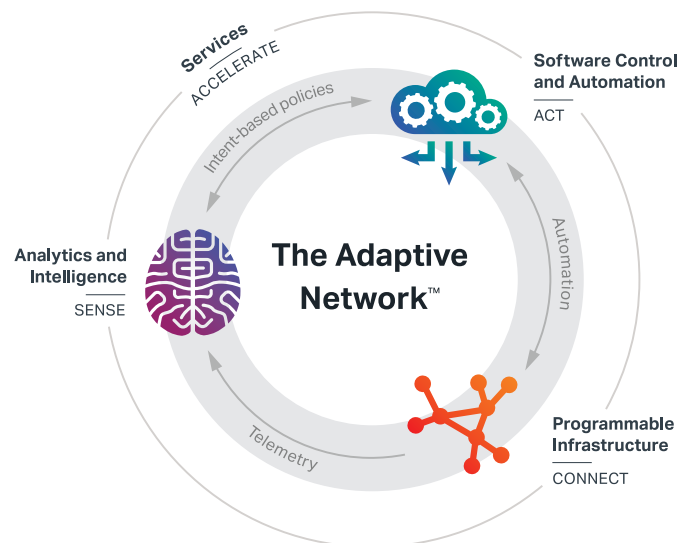 Services
ACCELERATE
Intent-based policies
Software Control
and Automation
ACT
Automation
Analytics and
Intelligence
SENSE
The Adaptive
Network™
Programmable
Infrastructure
CONNECT
Telemetry